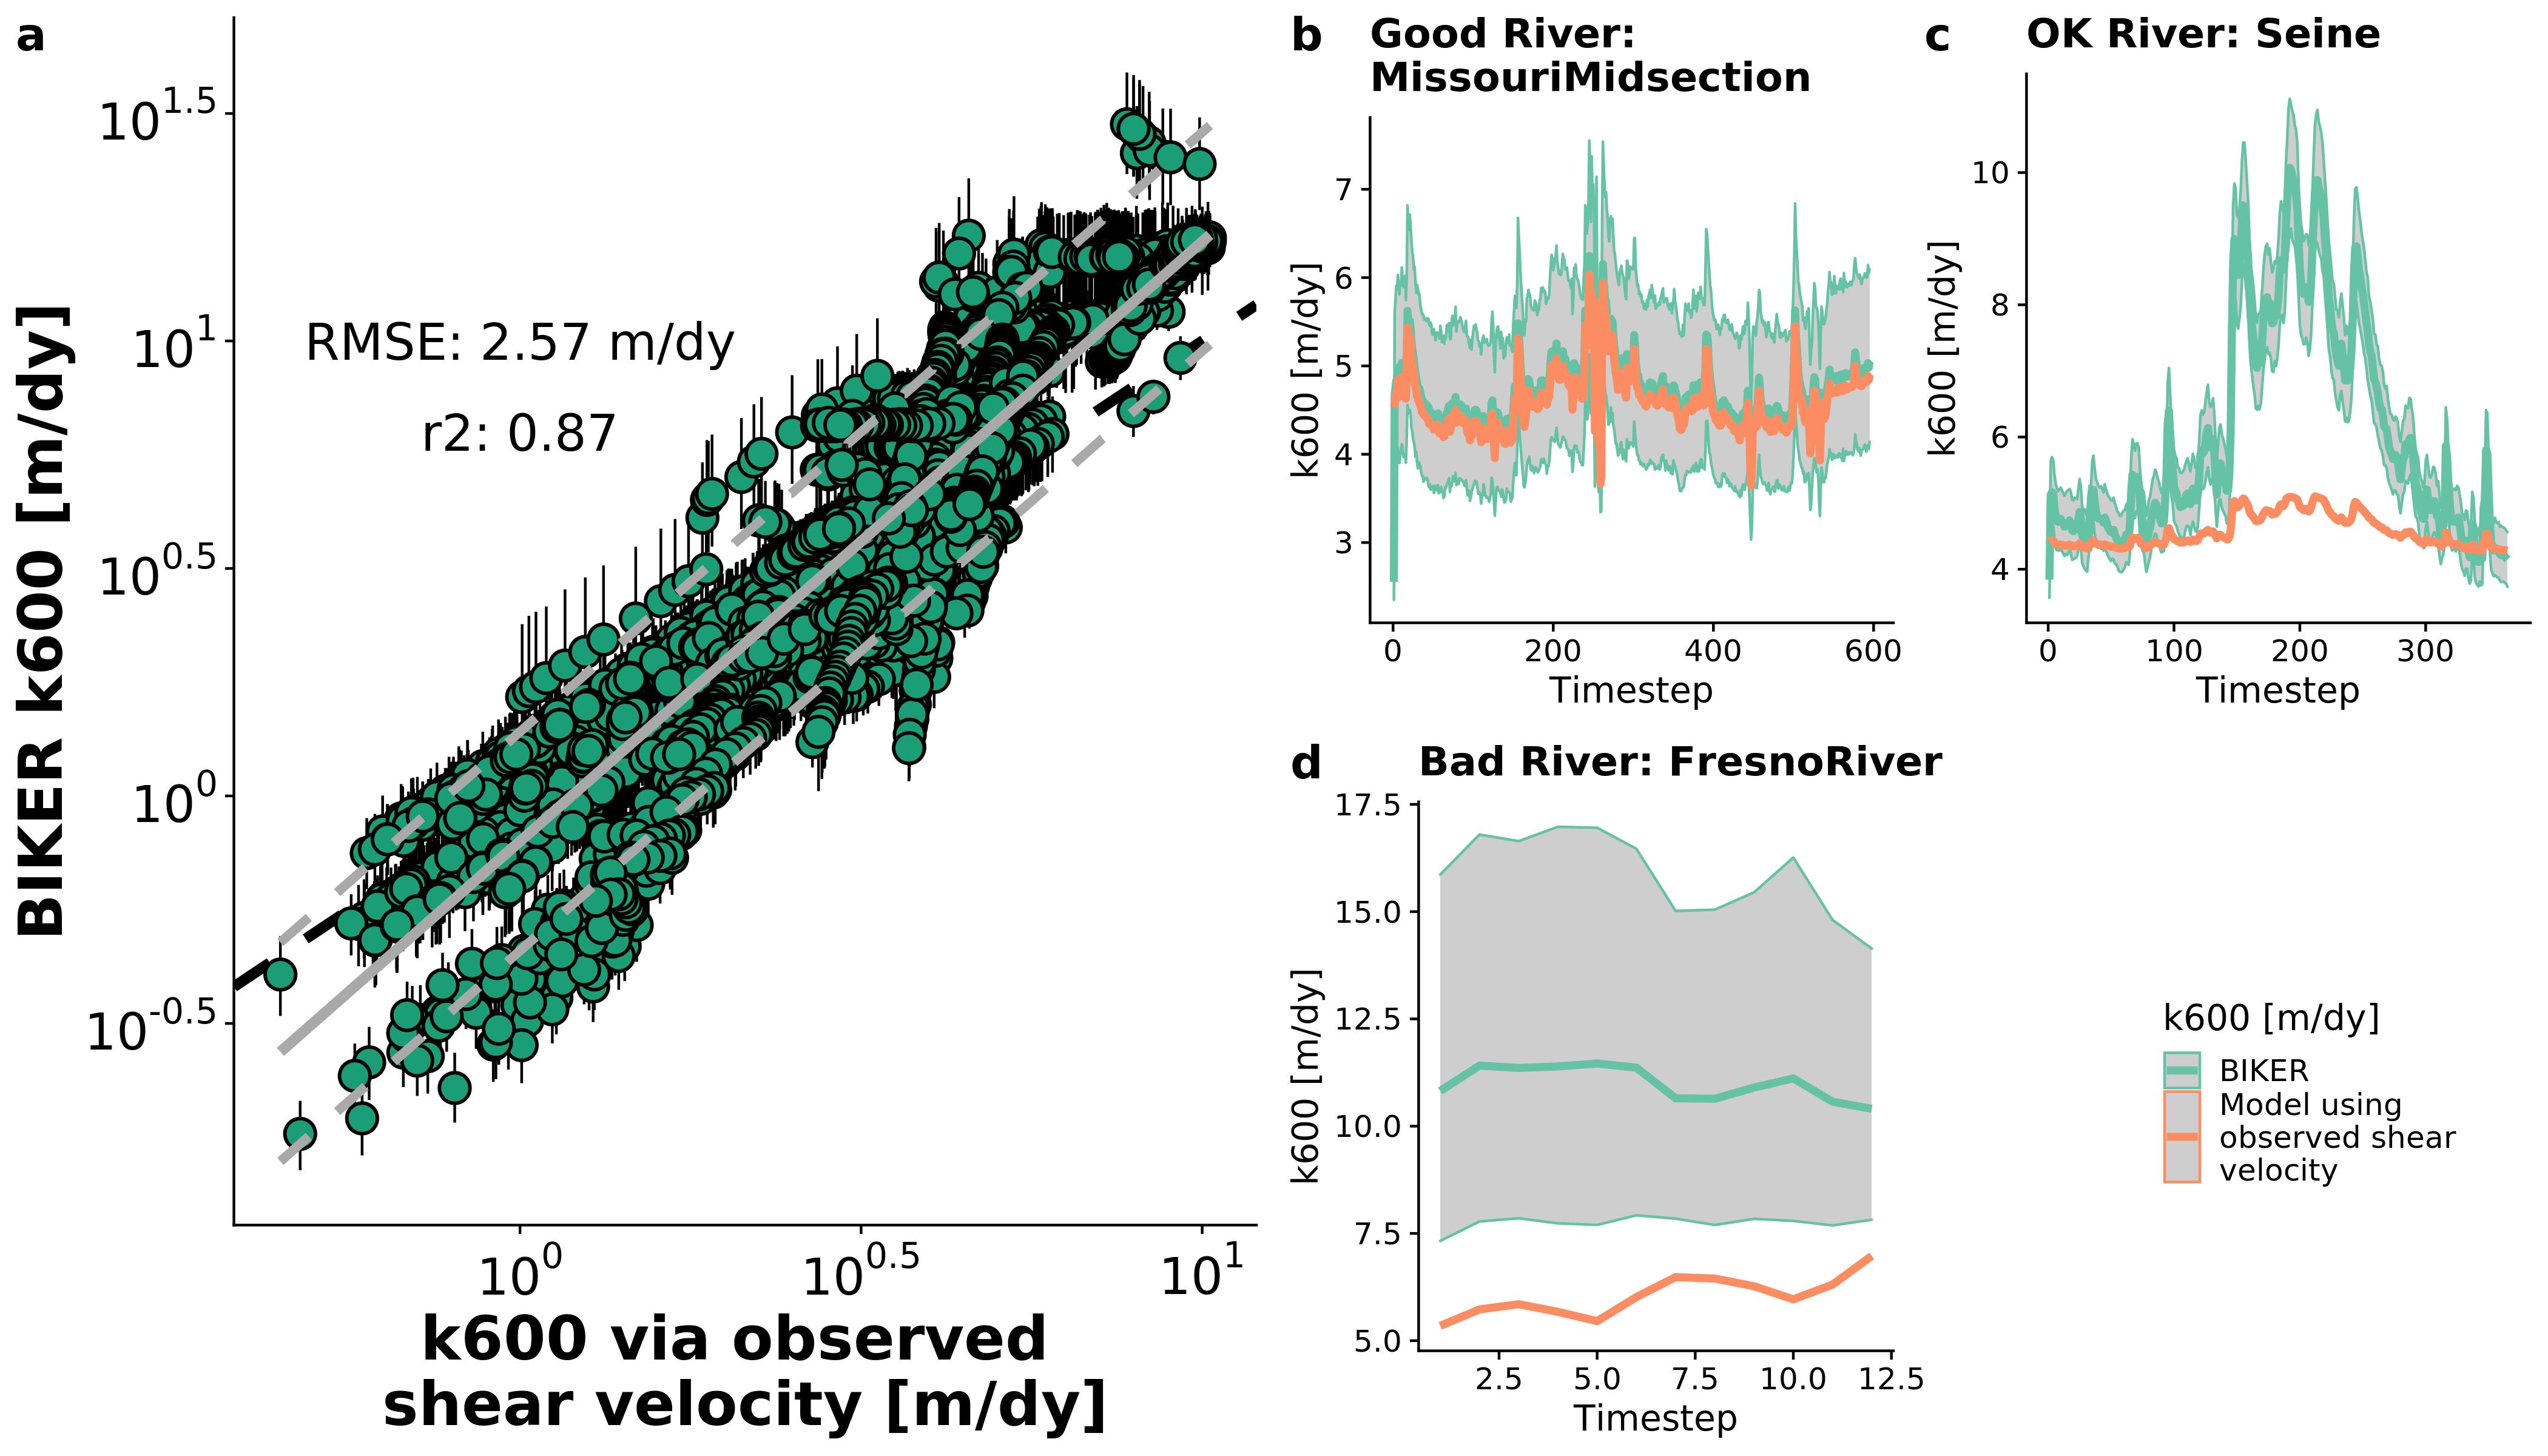 a
BIKER k600 [m/dy]
10^1.5
10^1
10^0.5
10^0
10^-0.5
RMSE: 2.57 m/dy
r2: 0.87
10^0
10^0.5
10^1
k600 via observed
shear velocity [m/dy]
b
Good River:
MissouriMidsection
k600 [m/dy]
7
6
5
4
3
0
200
400
600
Timestep
c
OK River: Seine
k600 [m/dy]
10
8
6
4
0
100
200
300
Timestep
d
Bad River: FresnoRiver
k600 [m/dy]
17.5
15.0
12.5
10.0
7.5
5.0
2.5
5.0
7.5
10.0
12.5
Timestep
k600 [m/dy]
BIKER
Model using
observed shear
velocity